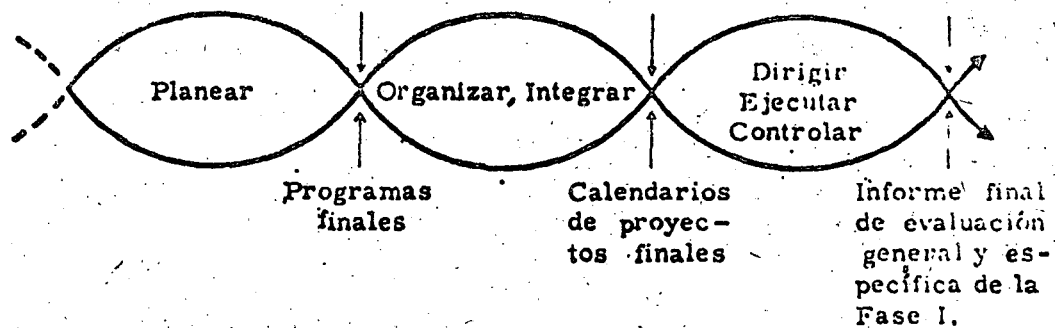 Planear
Organizar, Integrar
Dirigir
Ejecutar
Controlar
Programas
finales
Calendarios
de proyec-
tos finales
Informe final
de evaluación
general y es-
pecífica de la
Fase I.